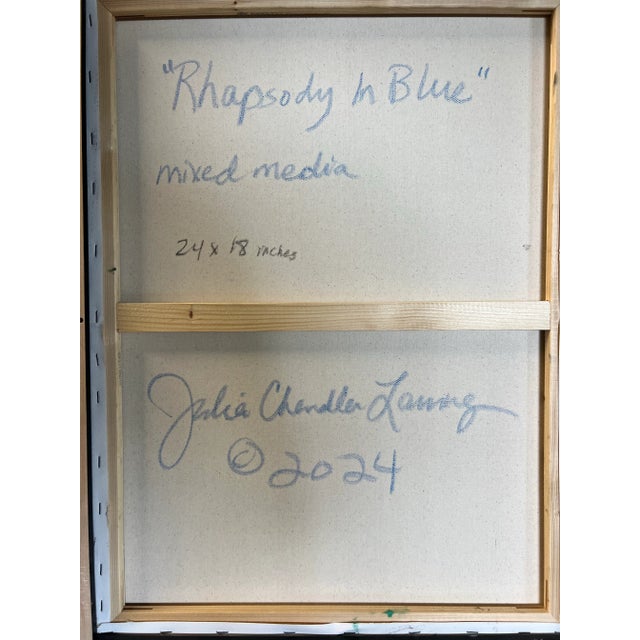 "Rhapsody In Blue"
mixed media
24 x 18 inches
Julia Chandler Lawing
© 2024